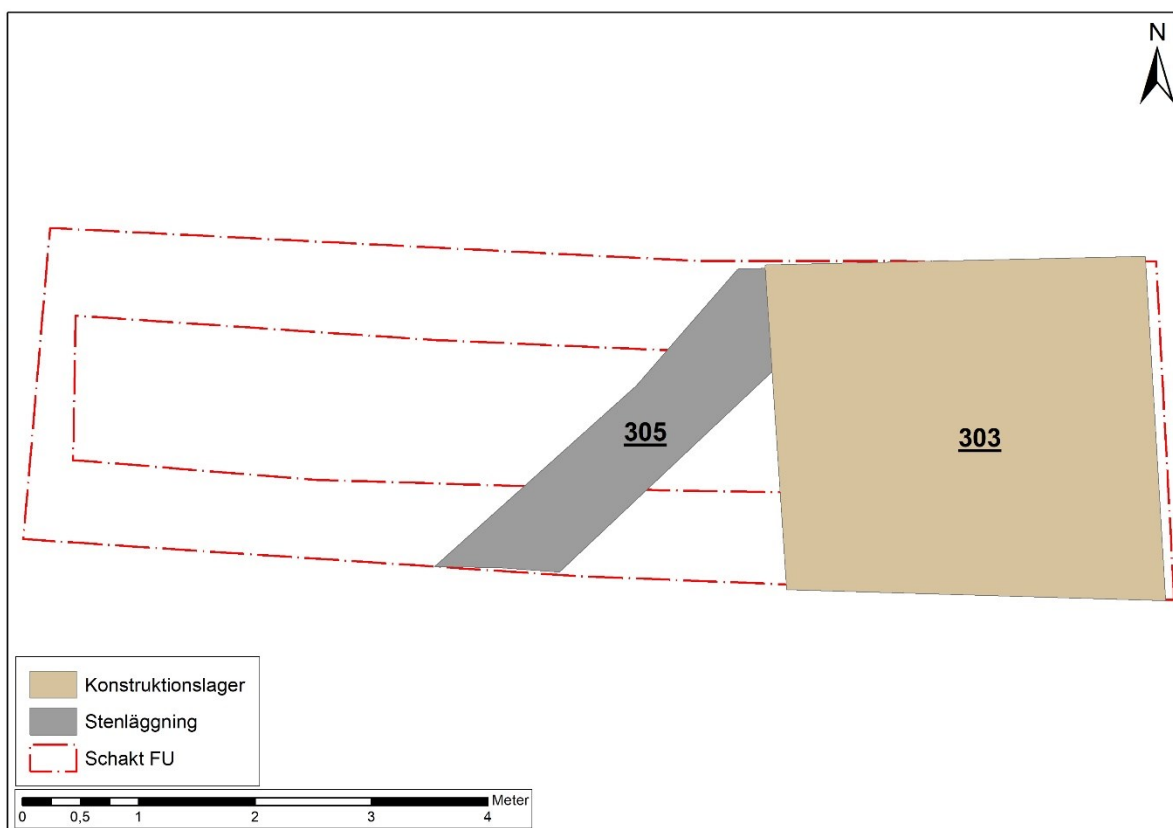 N
305
303
Konstruktionslager
Stenläggning
Schakt FU
Meter
0 0,5 1 2 3 4